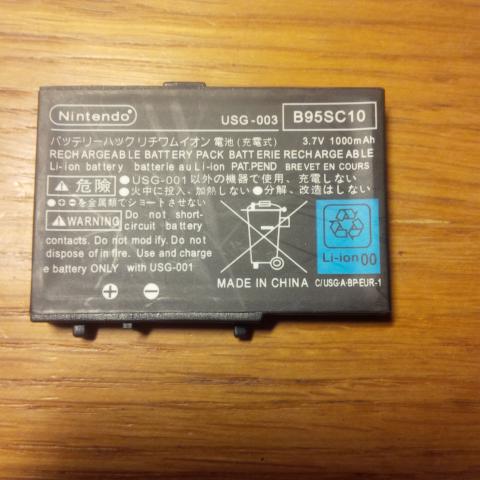 Nintendo
USG-003
B95SC10
3.7V 1000mAh
バッテリーハック リチワムイオン 電池 (充電式)
RECHARGEABLE BATTERY PACK BATTERIE RECHARGEABLE
Li-ion battery batterie au Li-ion PAT.PEND BREVET EN COURS
危険 ●USG-001以外の機器で使用、充電しない
●火中に投入、加熱しない ●分解、改造はしない
●⊕⊖を金属類でショートさせない
WARNING Do not short-
circuit battery
contacts. Do not modify. Do not
dispose of in fire. Use and charge
e battery ONLY with USG-001
Li-ion 00
MADE IN CHINA C/USG-A-BP-EUR-1